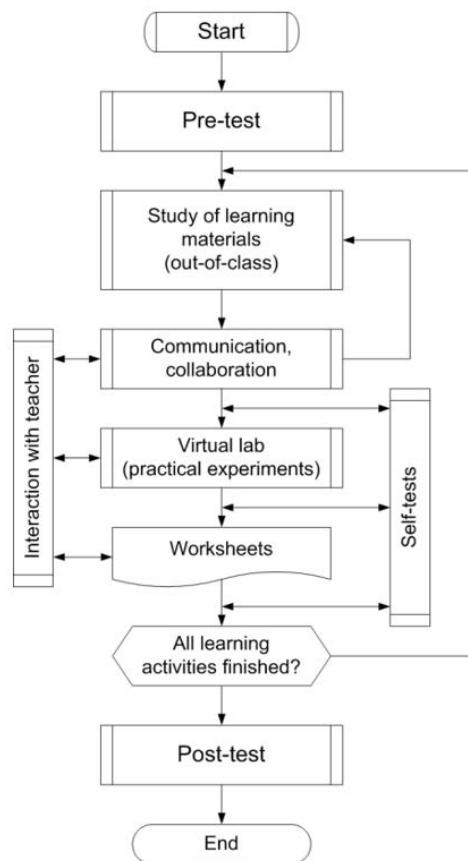 Start
Pre-test
Study of learning
materials
(out-of-class)
Communication,
collaboration
Interaction with teacher
Virtual lab
(practical experiments)
Self-tests
Worksheets
All learning
activities finished?
Post-test
End